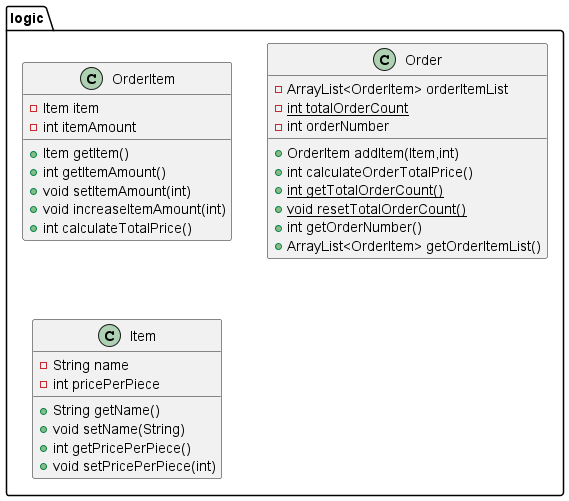 logic
C OrderItem
Item item
int itemAmount
Item getItem()
int getItemAmount()
void setItemAmount(int)
void increaseItemAmount(int)
int calculateTotalPrice()
C Order
ArrayList<OrderItem> orderItemList
int totalOrderCount
int orderNumber
OrderItem addItem(Item,int)
int calculateOrderTotalPrice()
int getTotalOrderCount()
void resetTotalOrderCount()
int getOrderNumber()
ArrayList<OrderItem> getOrderItemList()
C Item
String name
int pricePerPiece
String getName()
void setName(String)
int getPricePerPiece()
void setPricePerPiece(int)